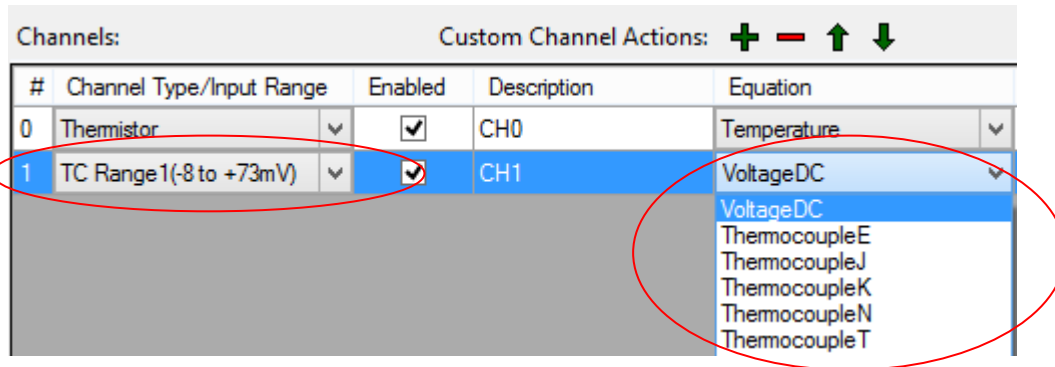 Channels: Custom Channel Actions:
# Channel Type/Input Range Enabled Description Equation
0 Thermistor CH0 Temperature
1 TC Range1(-8 to +73mV) CH1 VoltageDC
VoltageDC
ThermocoupleE
ThermocoupleJ
ThermocoupleK
ThermocoupleN
ThermocoupleT